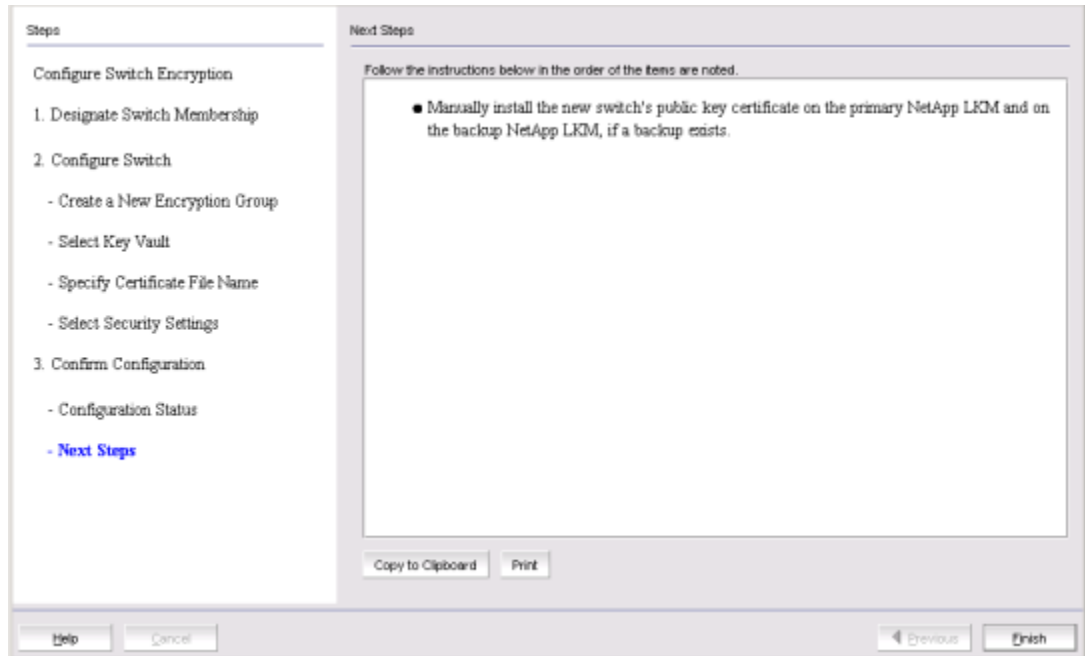 Steps
Configure Switch Encryption
1. Designate Switch Membership
2. Configure Switch
- Create a New Encryption Group
- Select Key Vault
- Specify Certificate File Name
- Select Security Settings
3. Confirm Configuration
- Configuration Status
- Next Steps
Next Steps
Follow the instructions below in the order of the items are noted.
● Manually install the new switch's public key certificate on the primary NetApp LKM and on
the backup NetApp LKM, if a backup exists.
Copy to Clipboard Print
Help Cancel Previous Finish